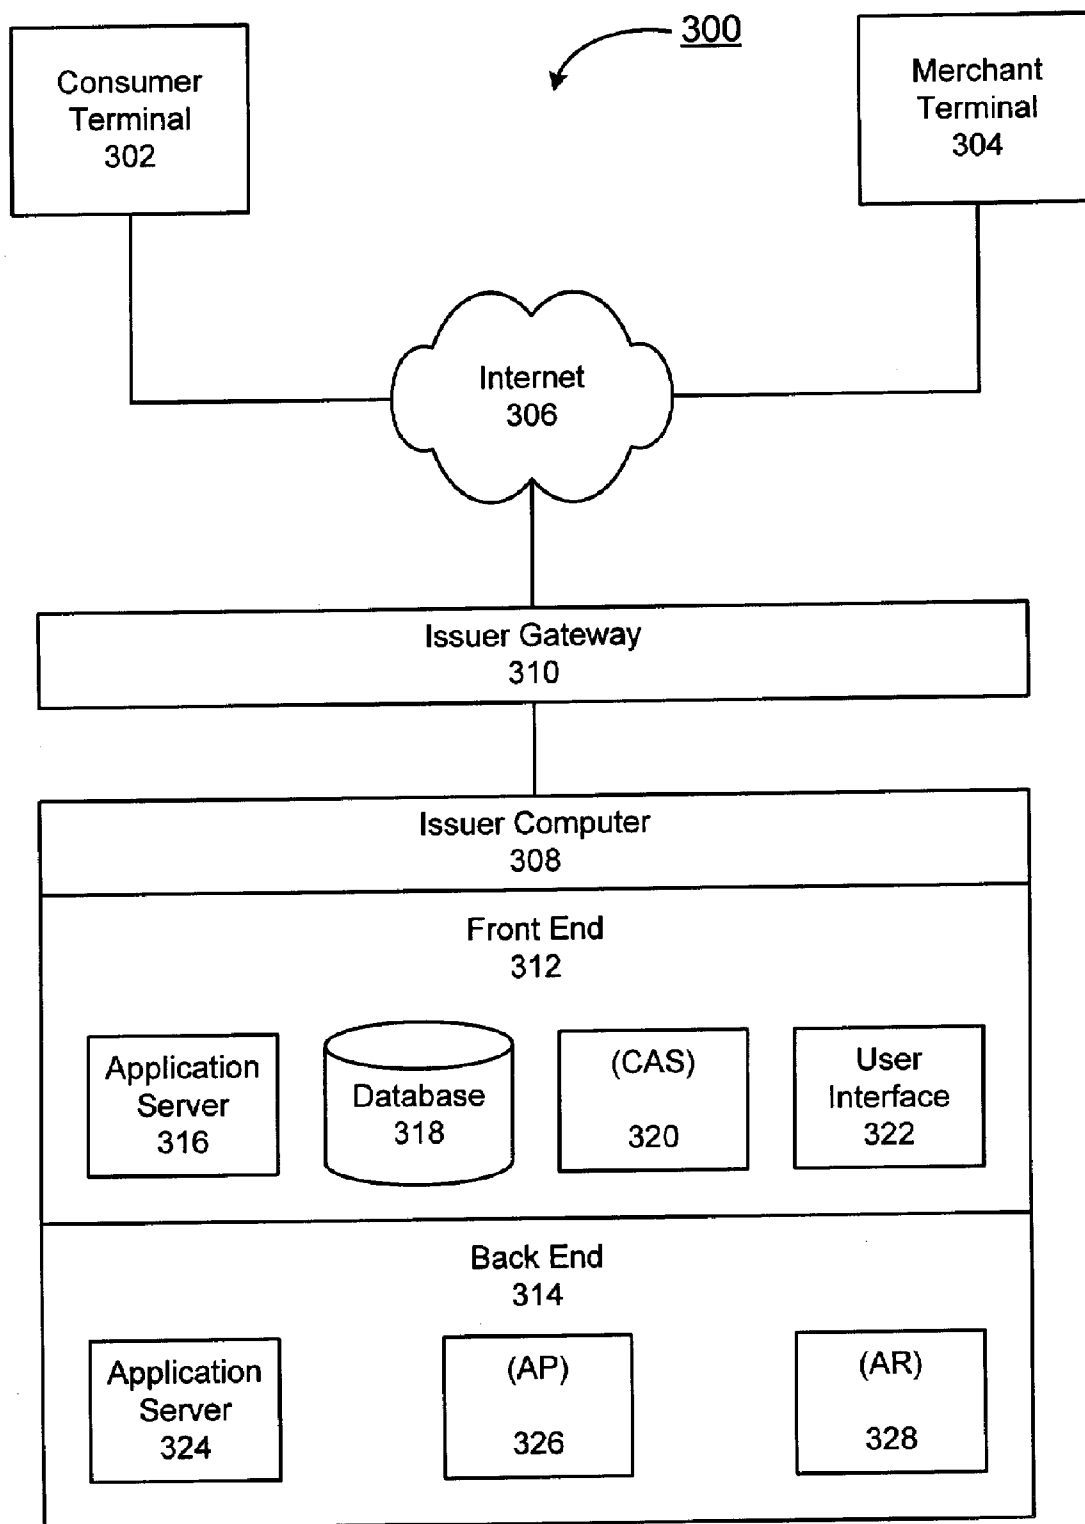 300
Consumer
Terminal
302
Merchant
Terminal
304
Internet
306
Issuer Gateway
310
Issuer Computer
308
Front End
312
Application
Server
316
Database
318
(CAS)
320
User
Interface
322
Back End
314
Application
Server
324
(AP)
326
(AR)
328